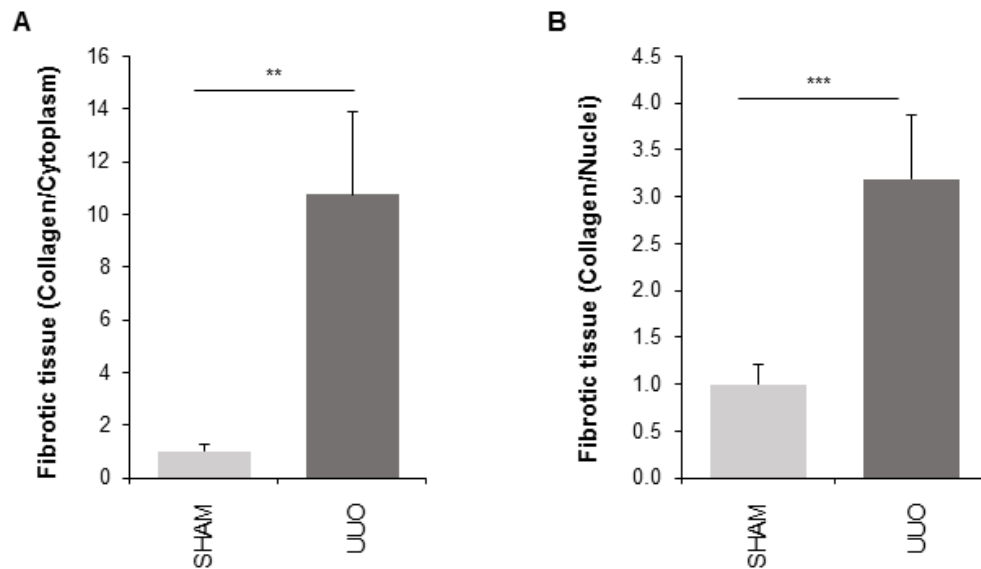 A
Fibrotic tissue (Collagen/Cytoplasm)
16
14
12
10
8
6
4
2
0
**
SHAM
UUO
B
Fibrotic tissue (Collagen/Nuclei)
4.5
4.0
3.5
3.0
2.5
2.0
1.5
1.0
0.5
0.0
***
SHAM
UUO